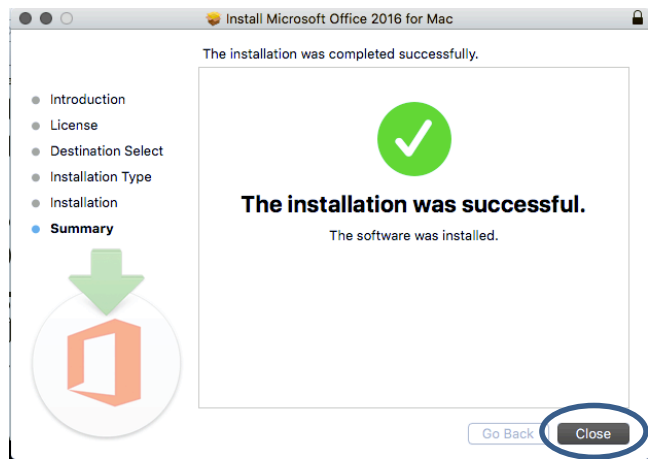 Install Microsoft Office 2016 for Mac
The installation was completed successfully.
Introduction
License
Destination Select
Installation Type
Installation
Summary
The installation was successful.
The software was installed.
Go Back
Close